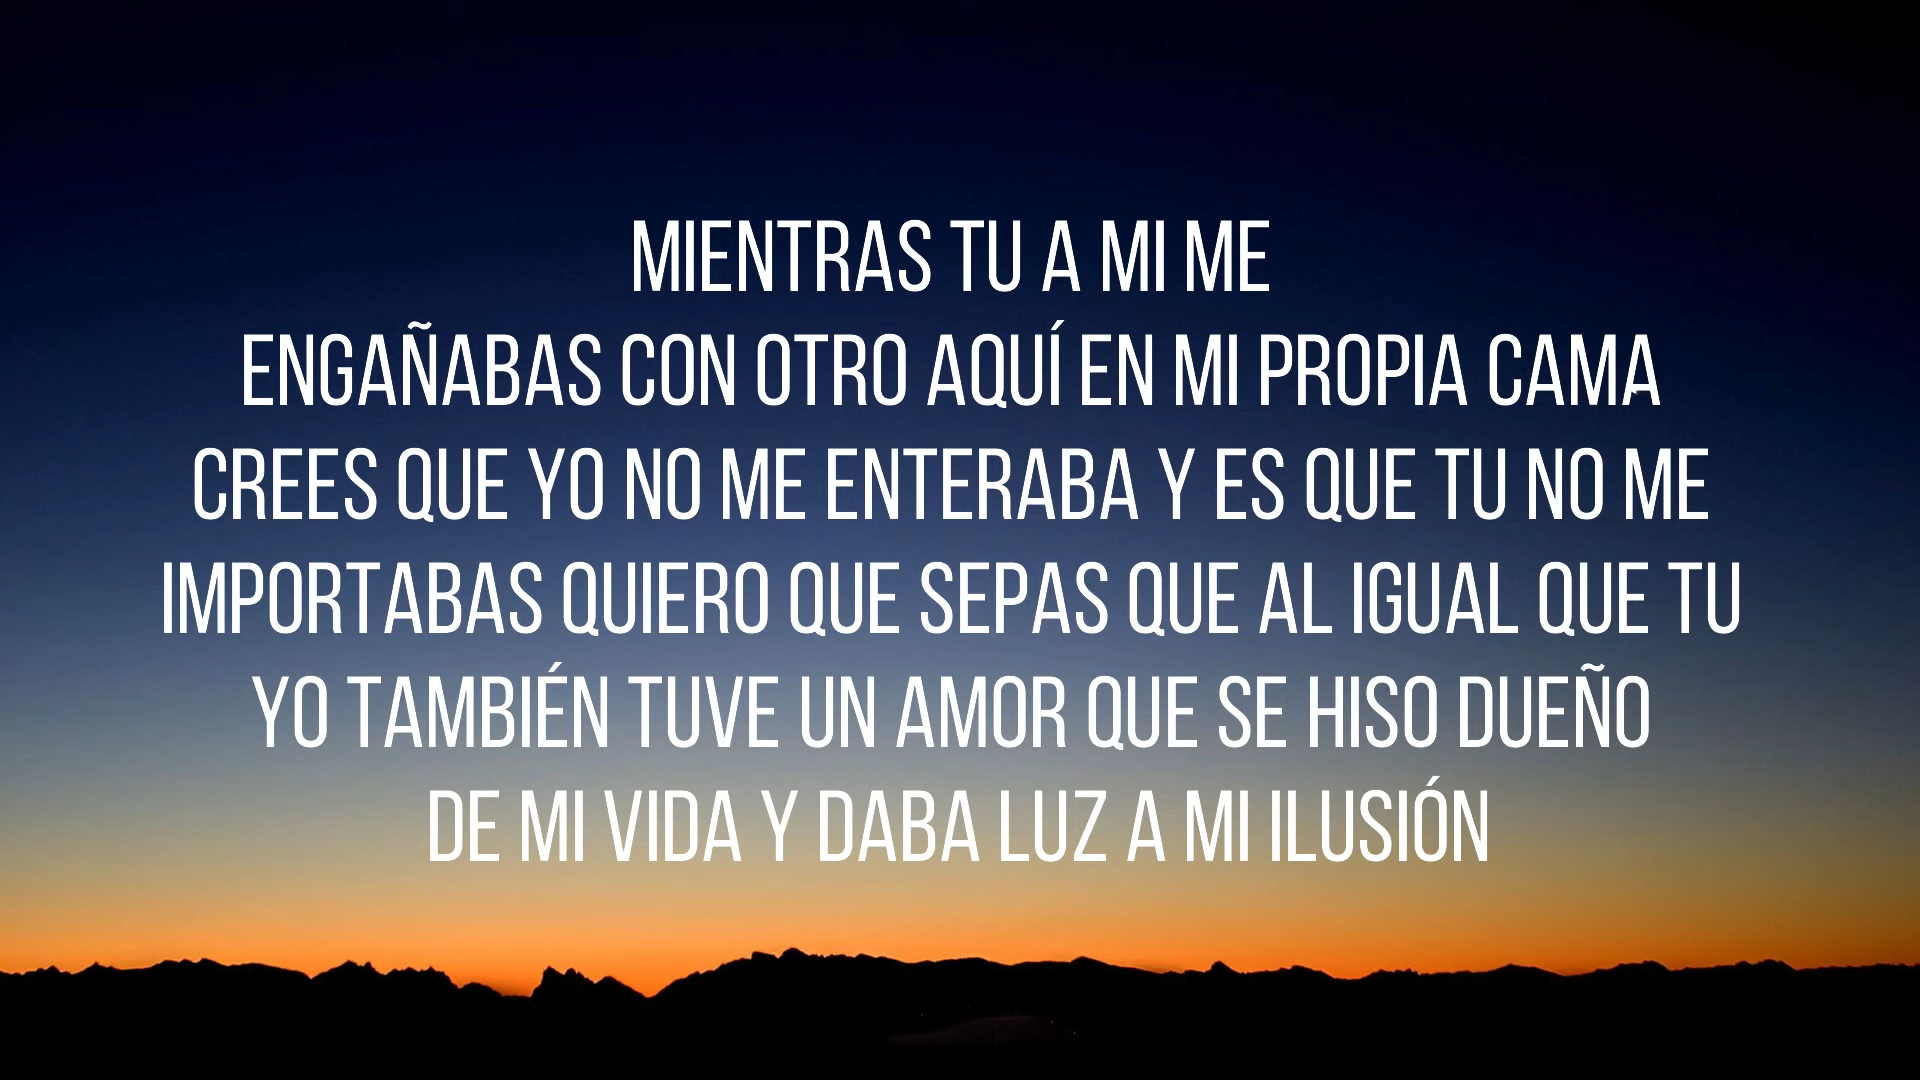 MIENTRAS TU A MI ME
ENGAÑABAS CON OTRO AQUÍ EN MI PROPIA CAMA
CREES QUE YO NO ME ENTERABA Y ES QUE TU NO ME
IMPORTABAS QUIERO QUE SEPAS QUE AL IGUAL QUE TU
YO TAMBIÉN TUVE UN AMOR QUE SE HISO DUEÑO
DE MI VIDA Y DABA LUZ A MI ILUSIÓN